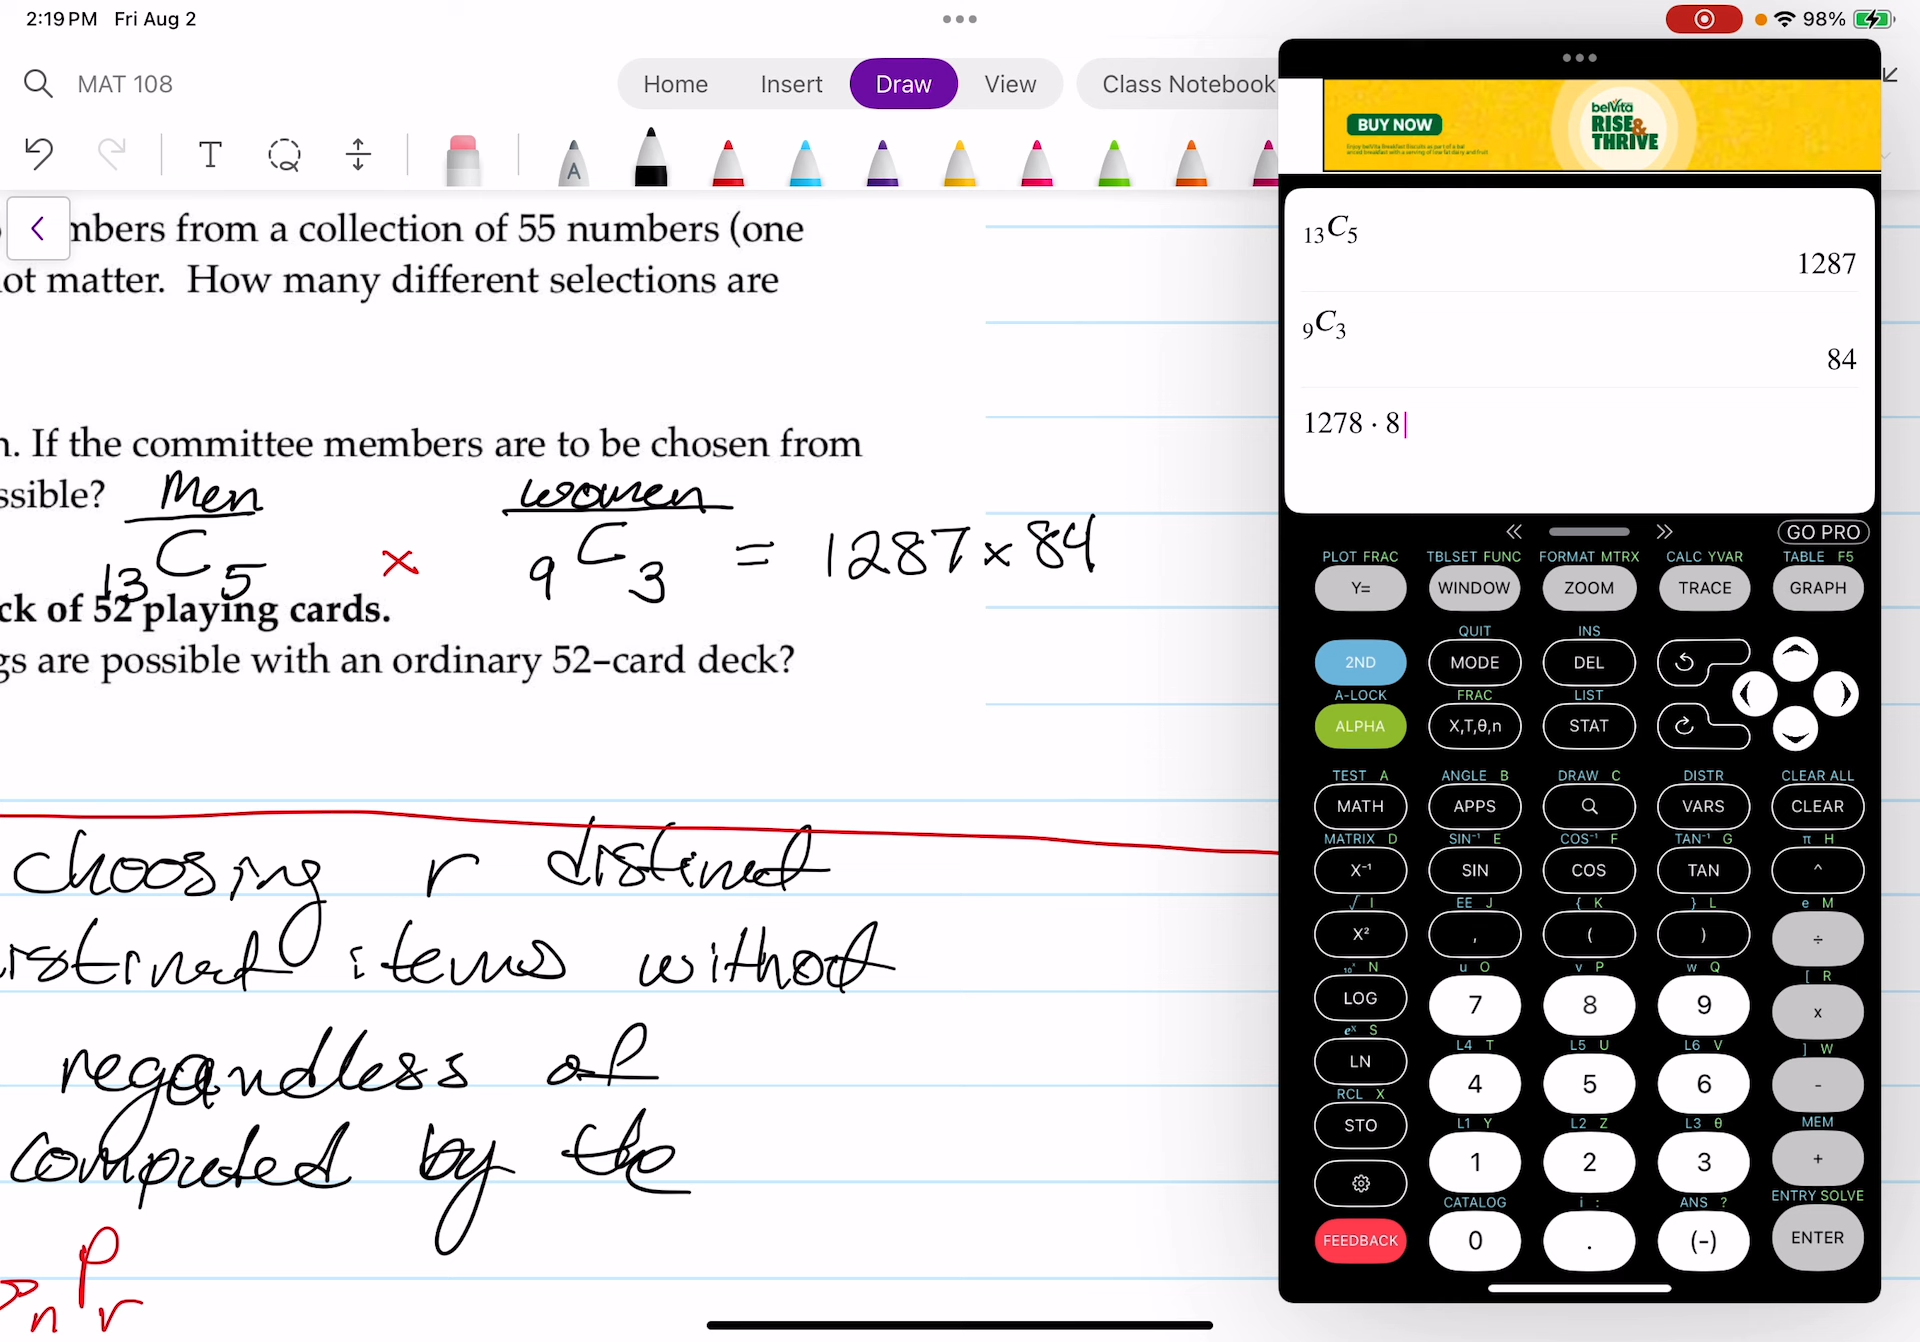 2:19 PM Fri Aug 2
98%
MAT 108
Home Insert Draw View Class Notebook
T A
mbers from a collection of 55 numbers (one
ot matter. How many different selections are
n. If the committee members are to be chosen from
ssible? Men women
13C5 × 9C3 = 1287 × 84
ck of 52 playing cards.
gs are possible with an ordinary 52-card deck?
choosing r distinct
istinct items without
regardless of
computed by the
nPr
BUY NOW
belVita
RISE &
THRIVE
13C5
1287
9C3
84
1278 · 8
GO PRO
PLOT FRAC TBLSET FUNC FORMAT MTRX CALC YVAR TABLE F5
Y= WINDOW ZOOM TRACE GRAPH
QUIT INS
2ND MODE DEL
A-LOCK FRAC LIST
ALPHA X,T,θ,n STAT
TEST A ANGLE B DRAW C DISTR CLEAR ALL
MATH APPS VARS CLEAR
MATRIX D SIN⁻¹ E COS⁻¹ F TAN⁻¹ G π H
X⁻¹ SIN COS TAN ^
√ I EE J { K } L e M
X² , ( ) ÷
10ˣ N u O v P w Q [ R
LOG 7 8 9 x
eˣ S L4 T L5 U L6 V ] W
LN 4 5 6 -
RCL X L1 Y L2 Z L3 θ MEM
STO 1 2 3 +
CATALOG i : ANS ? ENTRY SOLVE
FEEDBACK 0 . (-) ENTER